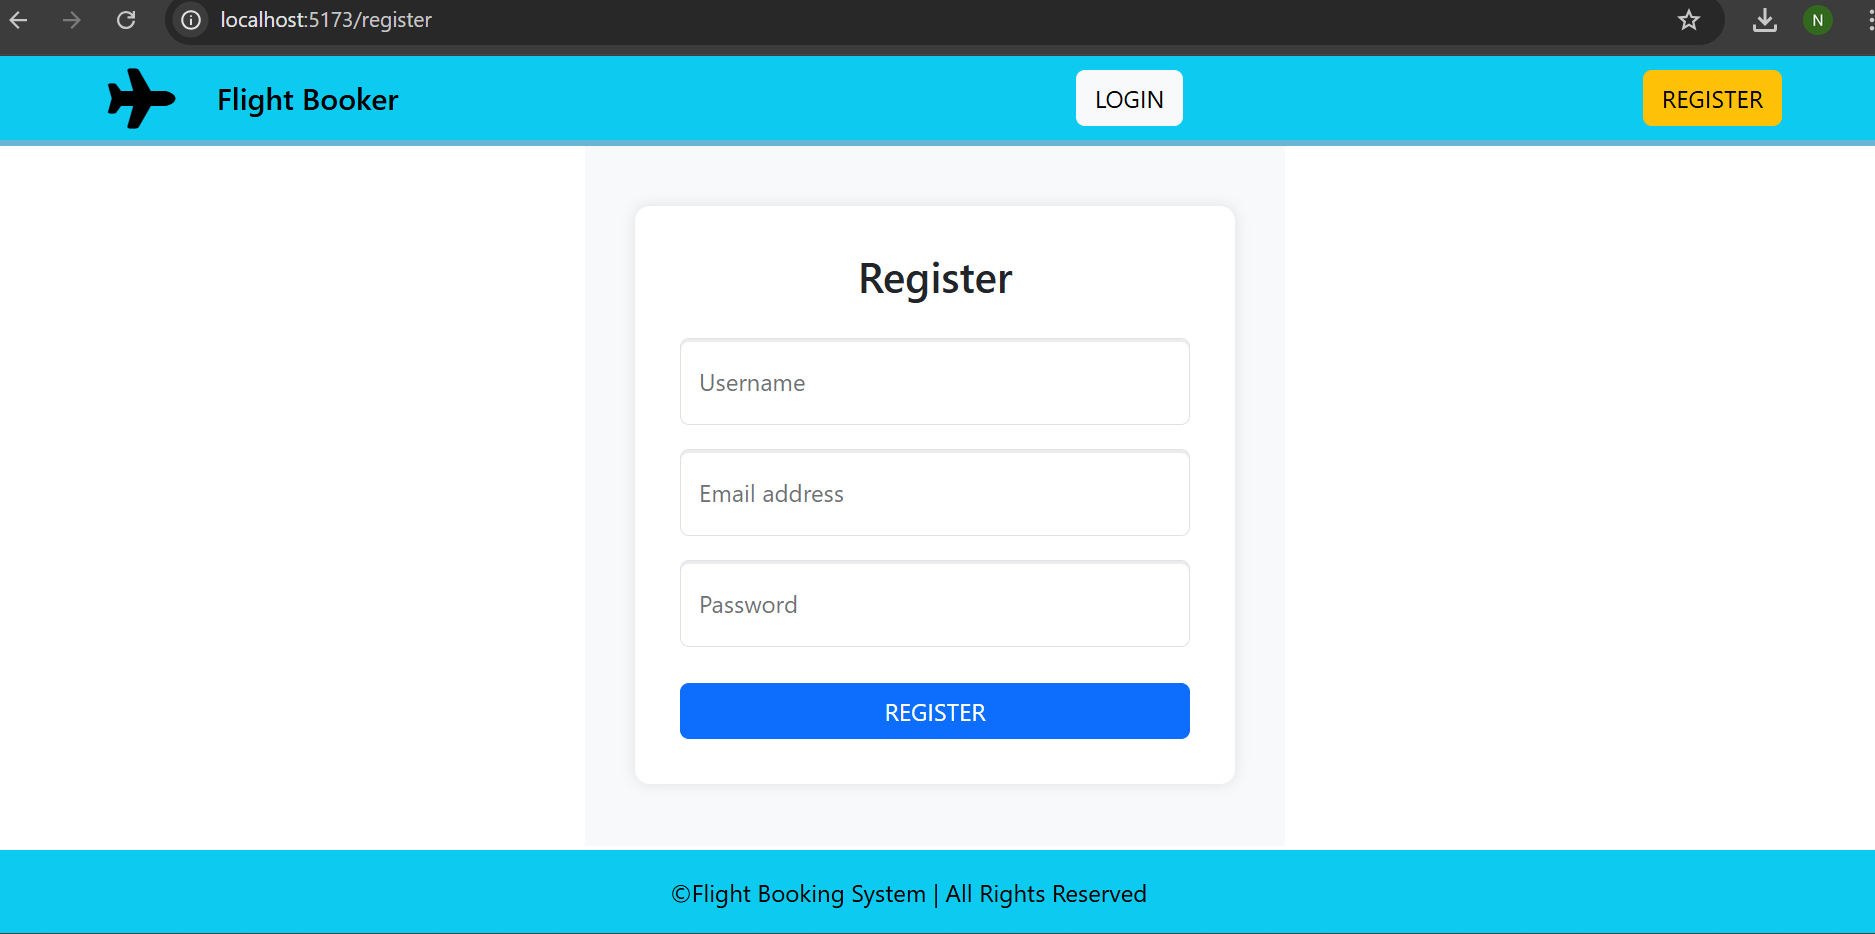 localhost:5173/register
N
Flight Booker
LOGIN
REGISTER
Register
Username
Email address
Password
REGISTER
©Flight Booking System | All Rights Reserved